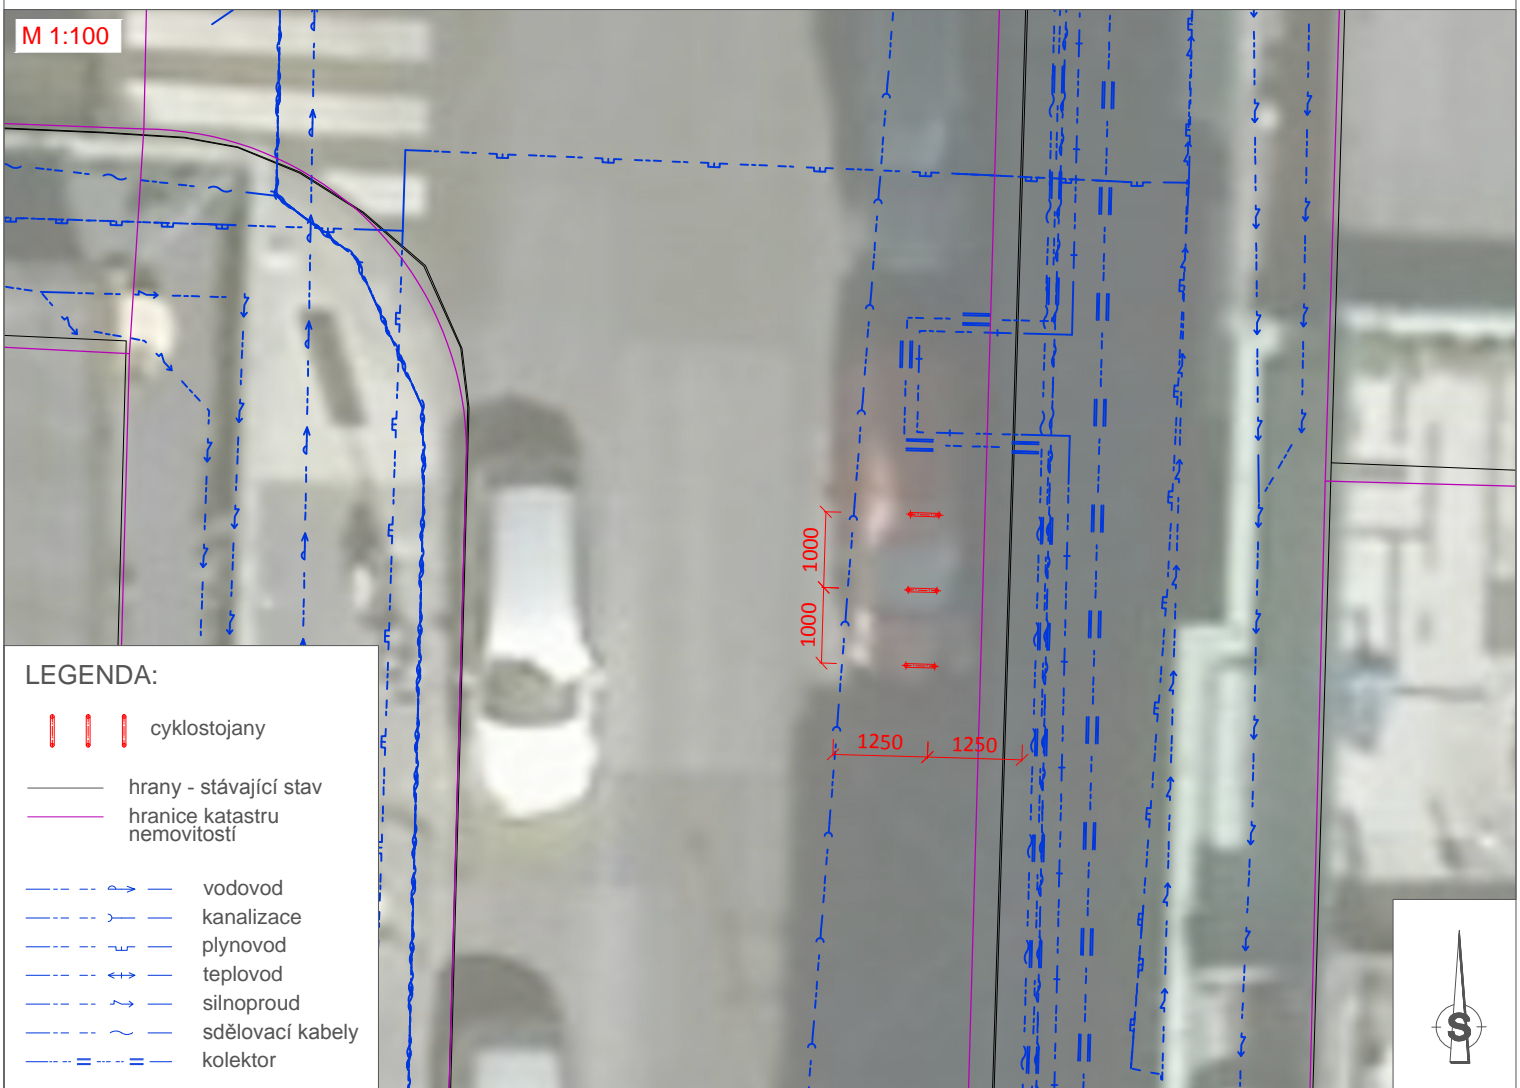 M 1:100
1000
1000
1250 1250
LEGENDA:
cyklostojany
hrany - stávající stav
hranice katastru
nemovitostí
vodovod
kanalizace
plynovod
teplovod
silnoproud
sdělovací kabely
kolektor
S